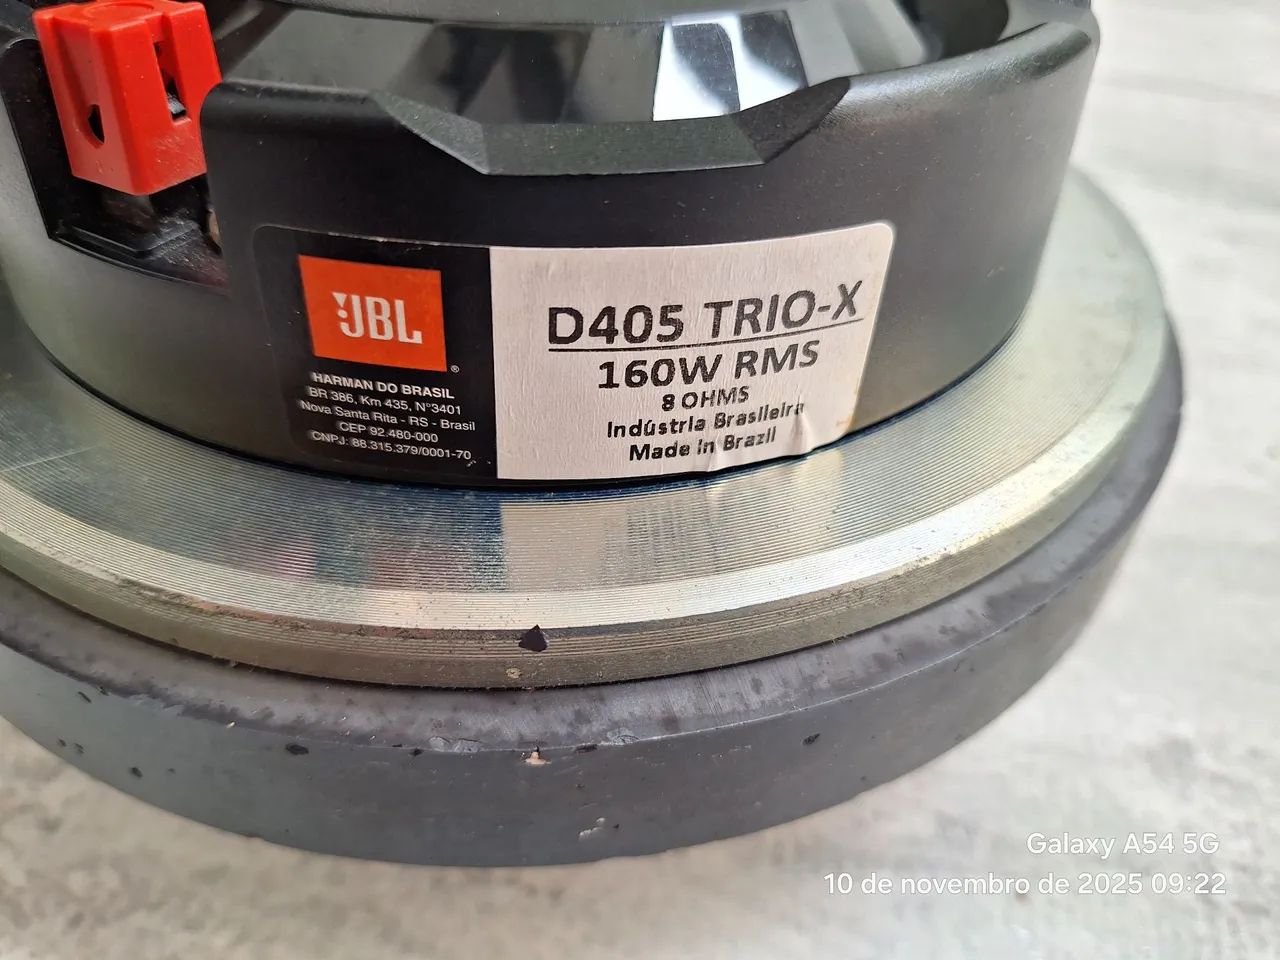 JBL
®
HARMAN DO BRASIL
BR 386, Km 435, N°3401
Nova Santa Rita - RS - Brasil
CEP 92.480-000
CNPJ: 88.315.379/0001-70
D405 TRIO-X
160W RMS
8 OHMS
Indústria Brasileira
Made in Brazil
Galaxy A54 5G
10 de novembro de 2025 09:22